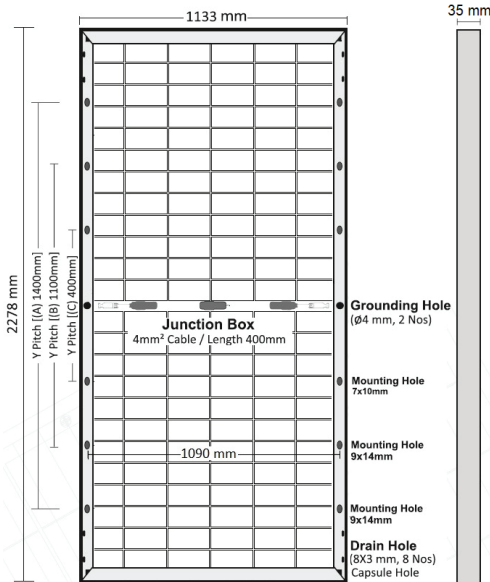 1133 mm
35 mm
2278 mm
Y Pitch [(A) 1400mm]
Y Pitch [(B) 1100mm]
Y Pitch [(C) 400mm]
Grounding Hole
(Ø4 mm, 2 Nos)
Junction Box
4mm² Cable / Length 400mm
Mounting Hole
7x10mm
Mounting Hole
9x14mm
1090 mm
Mounting Hole
9x14mm
Drain Hole
(8X3 mm, 8 Nos)
Capsule Hole